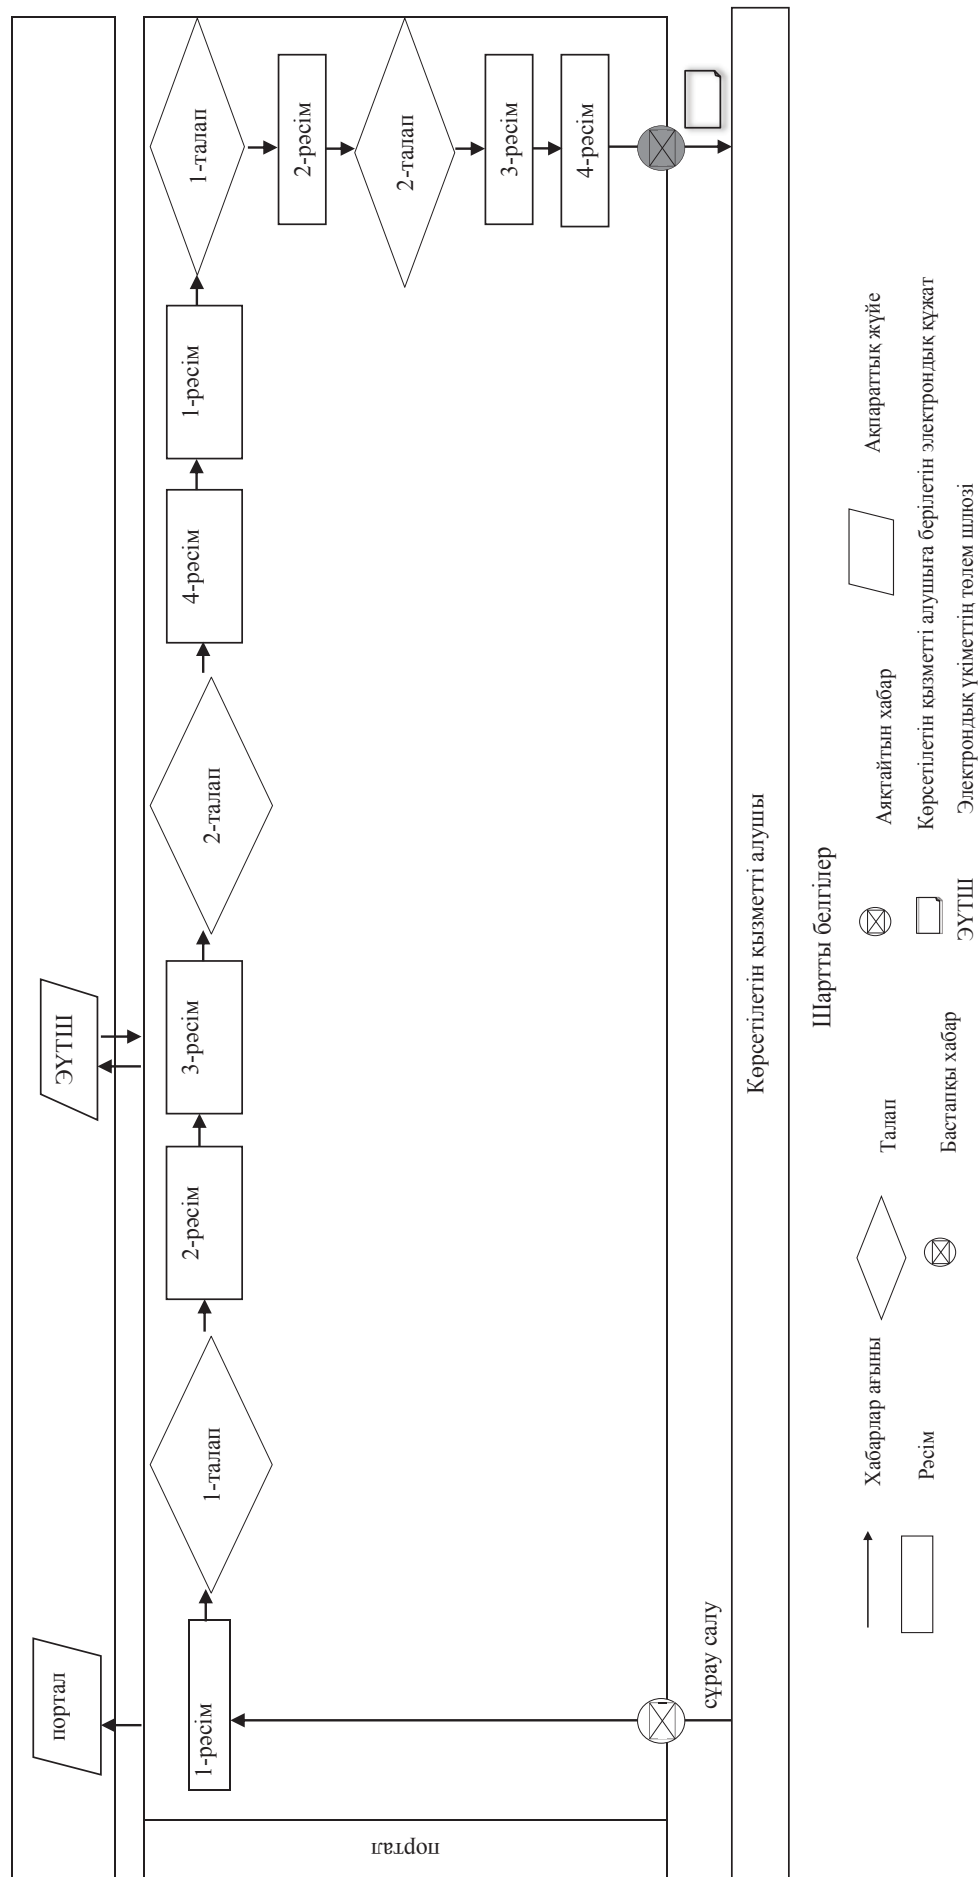 портал
ЭҮТШ
портал
1-рәсім
1-талап
2-рәсім
3-рәсім
2-талап
4-рәсім
1-рәсім
1-талап
2-рәсім
2-талап
3-рәсім
4-рәсім
сұрау салу
Көрсетілетін қызметті алушы
Шартты белгілер
Хабарлар ағыны
Талап
Аяқтайтын хабар
Ақпараттық жүйе
Рәсім
Бастапқы хабар
Көрсетілетін қызметті алушыға берілетін электрондық құжат
ЭҮТШ
Электрондық үкіметтің төлем шлюзі